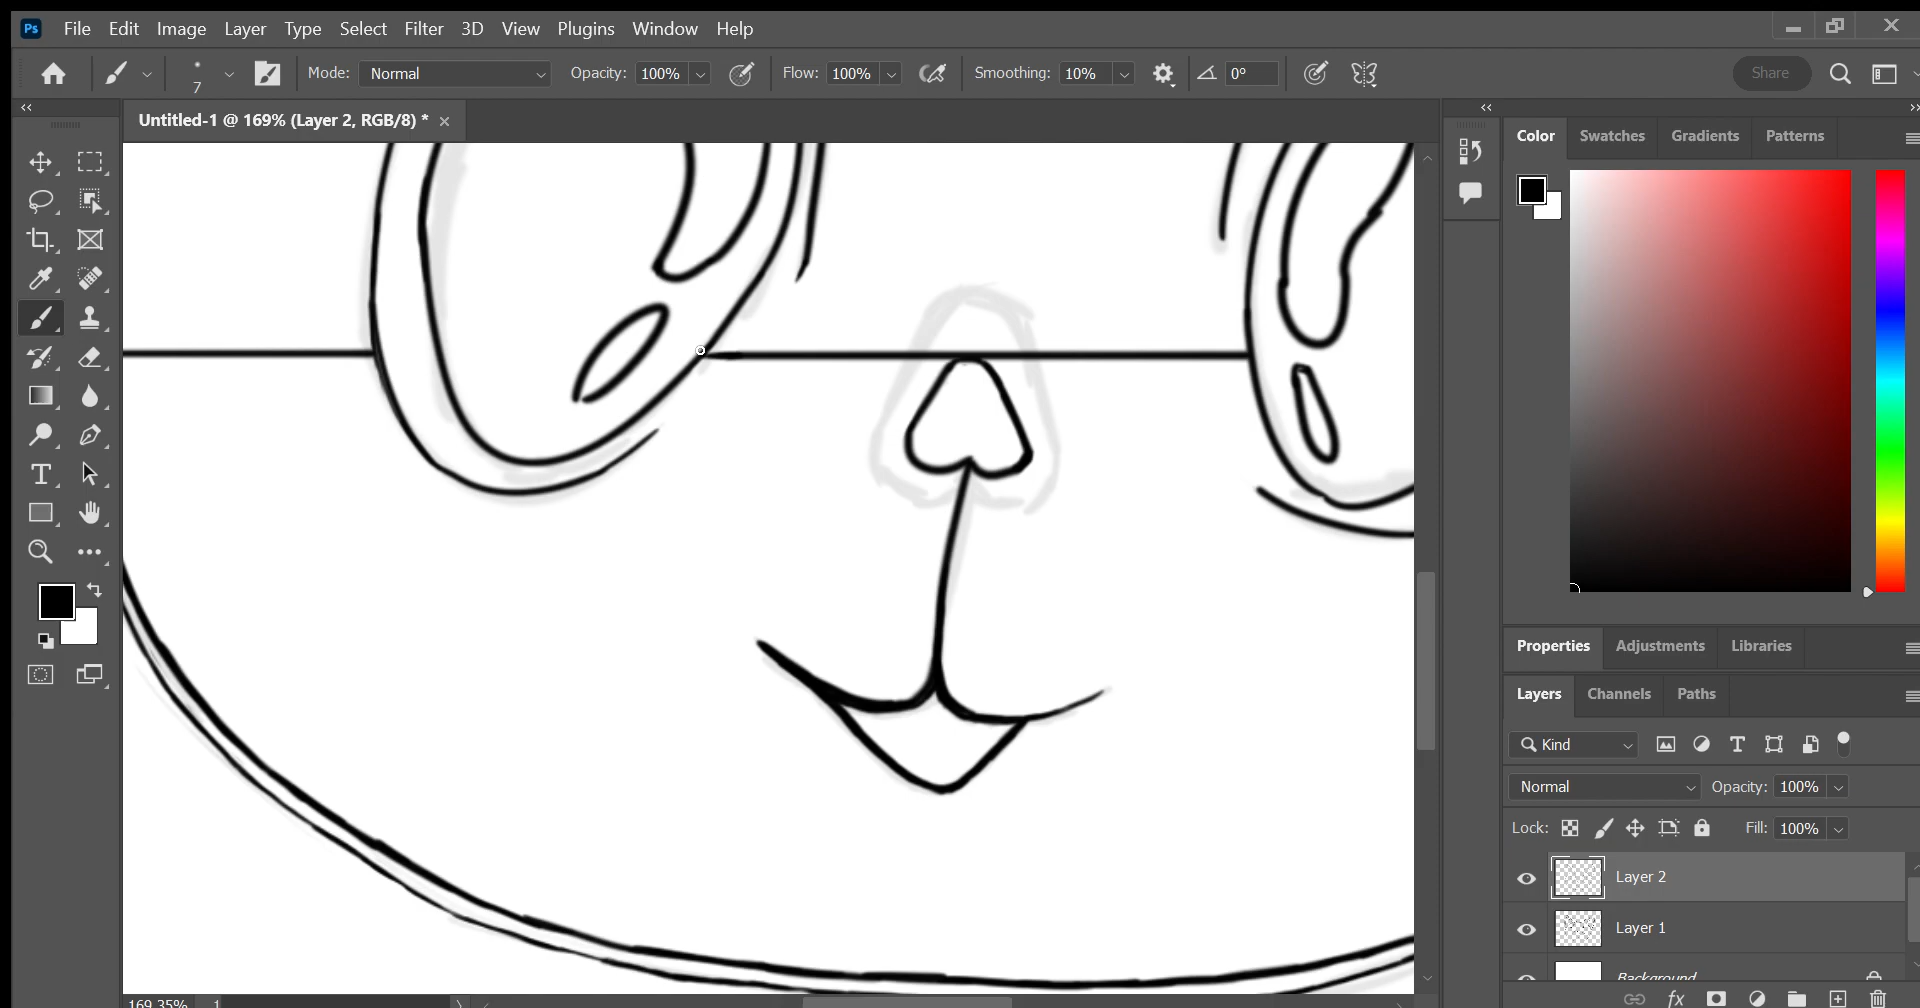 Ps File Edit Image Layer Type Select Filter 3D View Plugins Window Help
7 Mode: Normal Opacity: 100% Flow: 100% Smoothing: 10% 0° Share
Untitled-1 @ 169% (Layer 2, RGB/8) *
Color Swatches Gradients Patterns
Properties Adjustments Libraries
Layers Channels Paths
Kind
Normal Opacity: 100%
Lock: Fill: 100%
Layer 2
Layer 1
Background
169.35% 1
fx